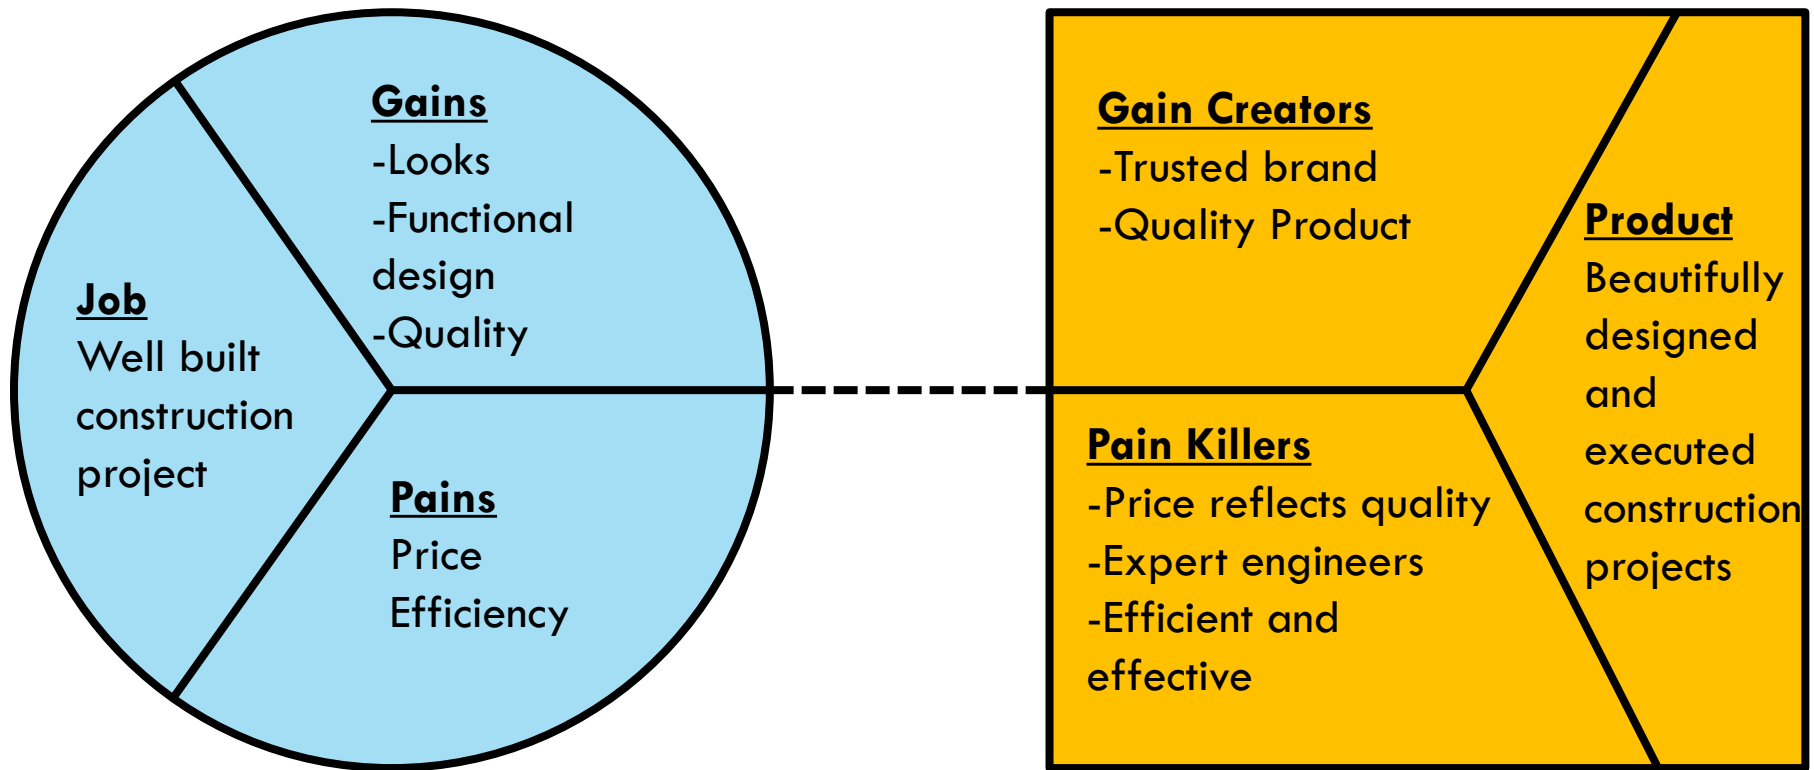 Gains
-Looks
-Functional
design
-Quality
Job
Well built
construction
project
Pains
Price
Efficiency
Gain Creators
-Trusted brand
-Quality Product
Pain Killers
-Price reflects quality
-Expert engineers
-Efficient and
effective
Product
Beautifully
designed
and
executed
construction
projects